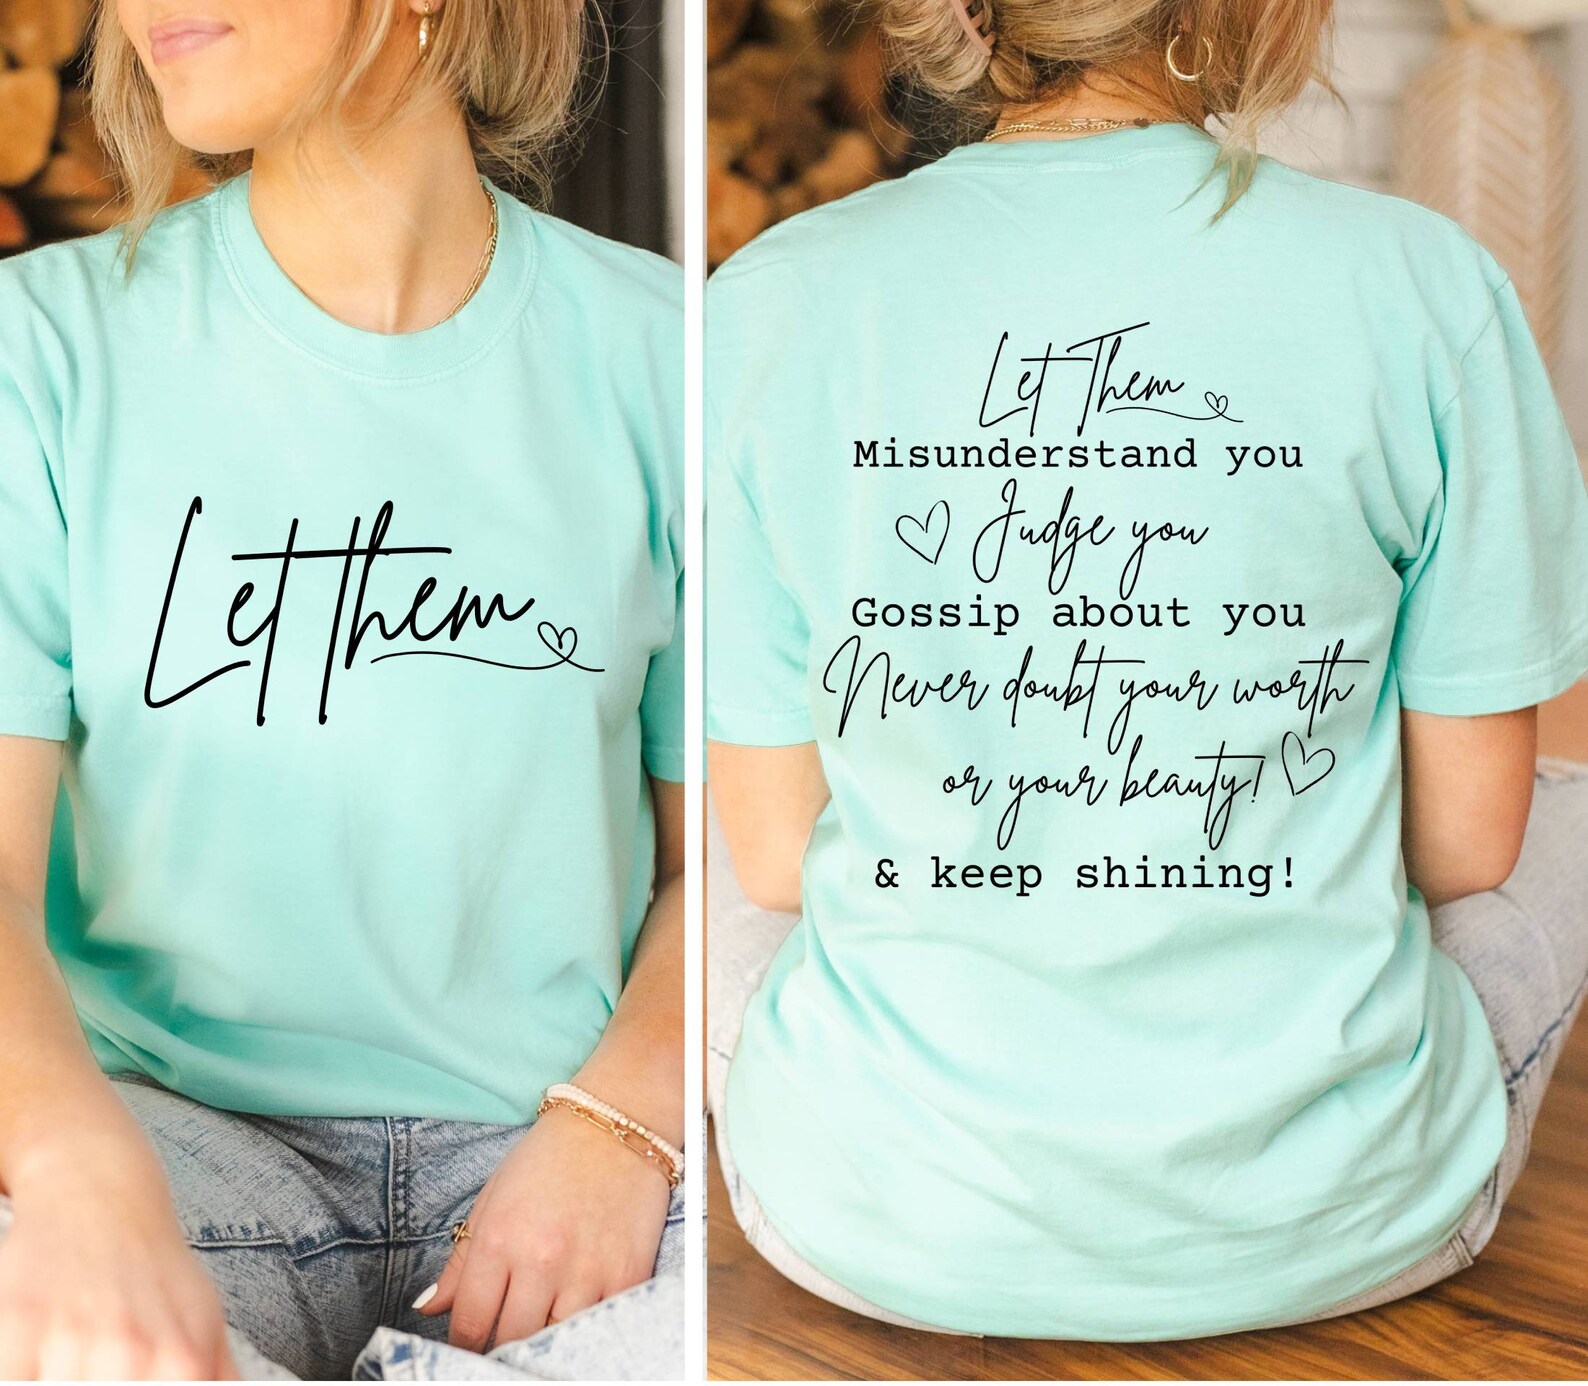 Let Them
Let Them
Misunderstand you
Judge you
Gossip about you
Never doubt your worth
or your beauty!
& keep shining!